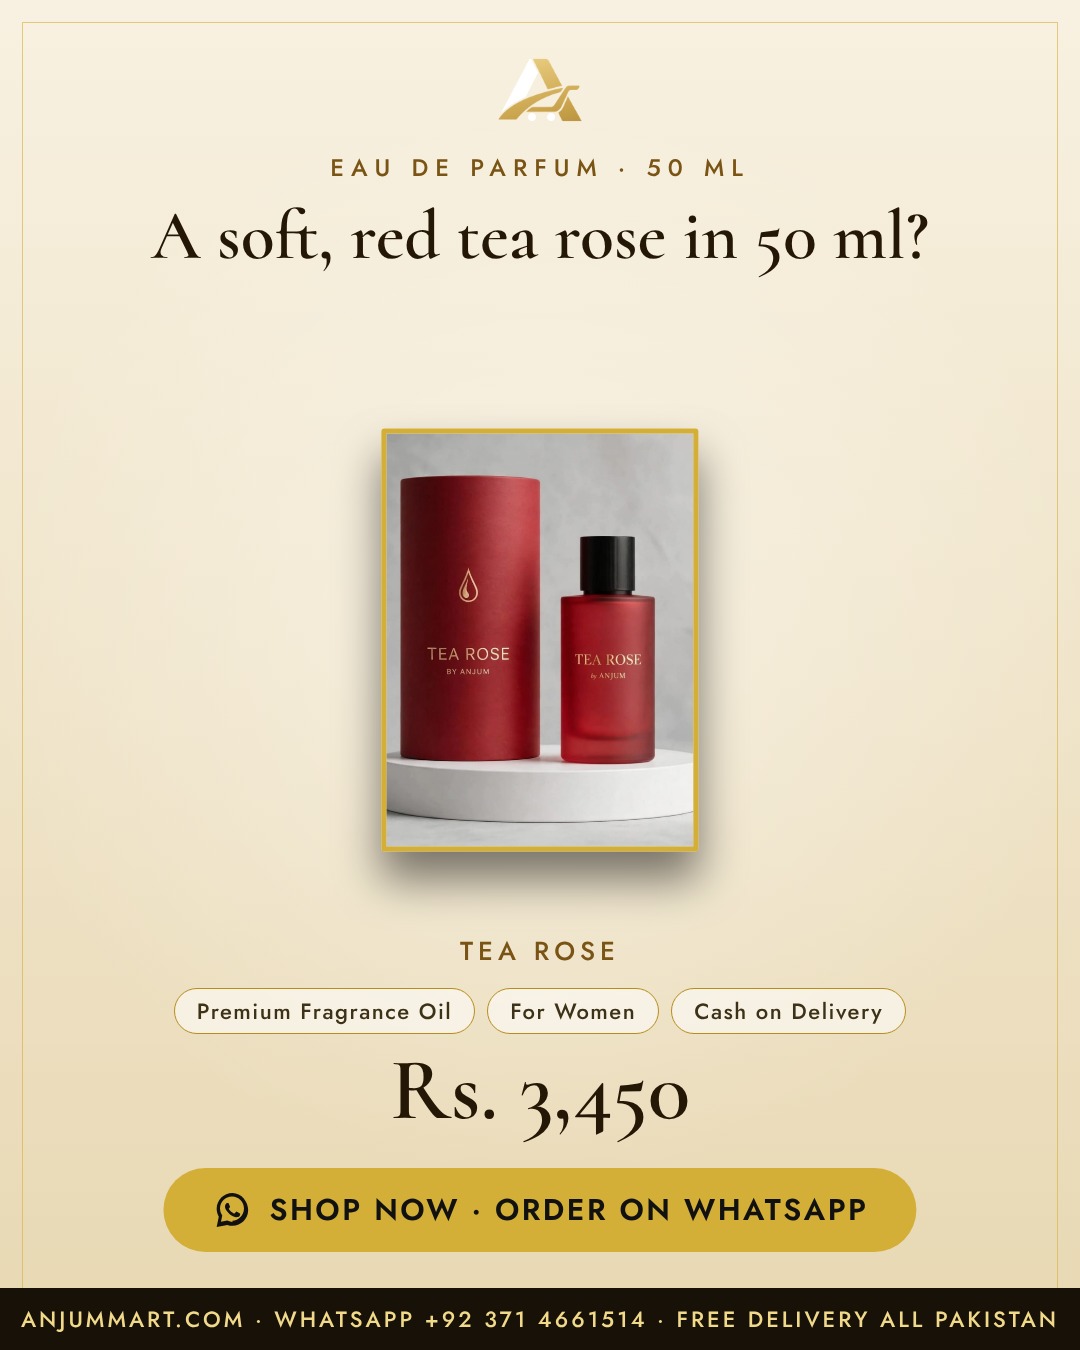 EAU DE PARFUM · 50 ML
A soft, red tea rose in 50 ml?
TEA ROSE
BY ANJUM
TEA ROSE
by ANJUM
TEA ROSE
Premium Fragrance Oil
For Women
Cash on Delivery
Rs. 3,450
SHOP NOW · ORDER ON WHATSAPP
ANJUMMART.COM · WHATSAPP +92 371 4661514 · FREE DELIVERY ALL PAKISTAN